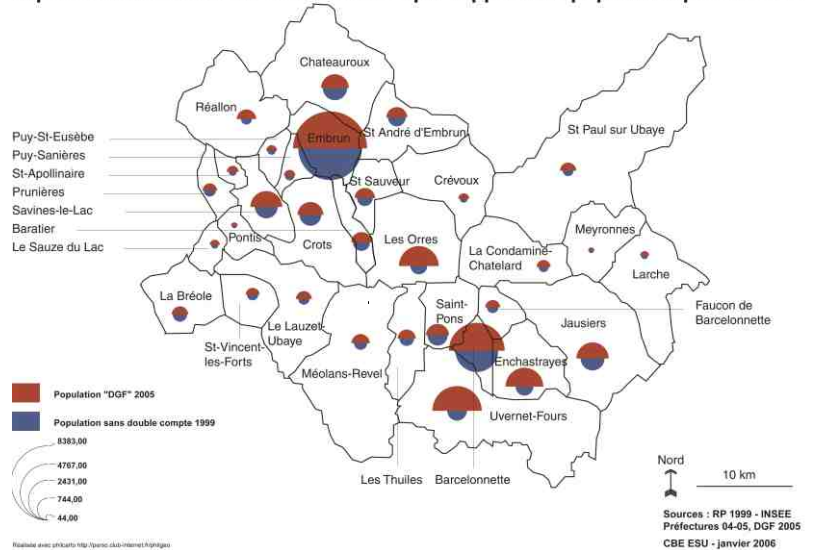 Chateauroux
Réallon
Embrun
St André d'Embrun
St Paul sur Ubaye
Puy-St-Eusèbe
Puy-Sanières
St-Apollinaire
Prunières
Savines-le-Lac
Baratier
Le Sauze du Lac
St Sauveur
Crévoux
Pontis
Crots
Les Orres
La Condamine-
Chatelard
Meyronnes
Larche
La Bréole
St-Vincent-
les-Forts
Le Lauzet-
Ubaye
Méolans-Revel
Saint-
Pons
Jausiers
Faucon de
Barcelonnette
Enchastrayes
Uvernet-Fours
Les Thuiles
Barcelonnette
Population "DGF" 2005
Population sans double compte 1999
8383,00
4767,00
2431,00
744,00
44,00
Nord
10 km
Sources : RP 1999 - INSEE
Préfectures 04-05, DGF 2005
CBE ESU - janvier 2006